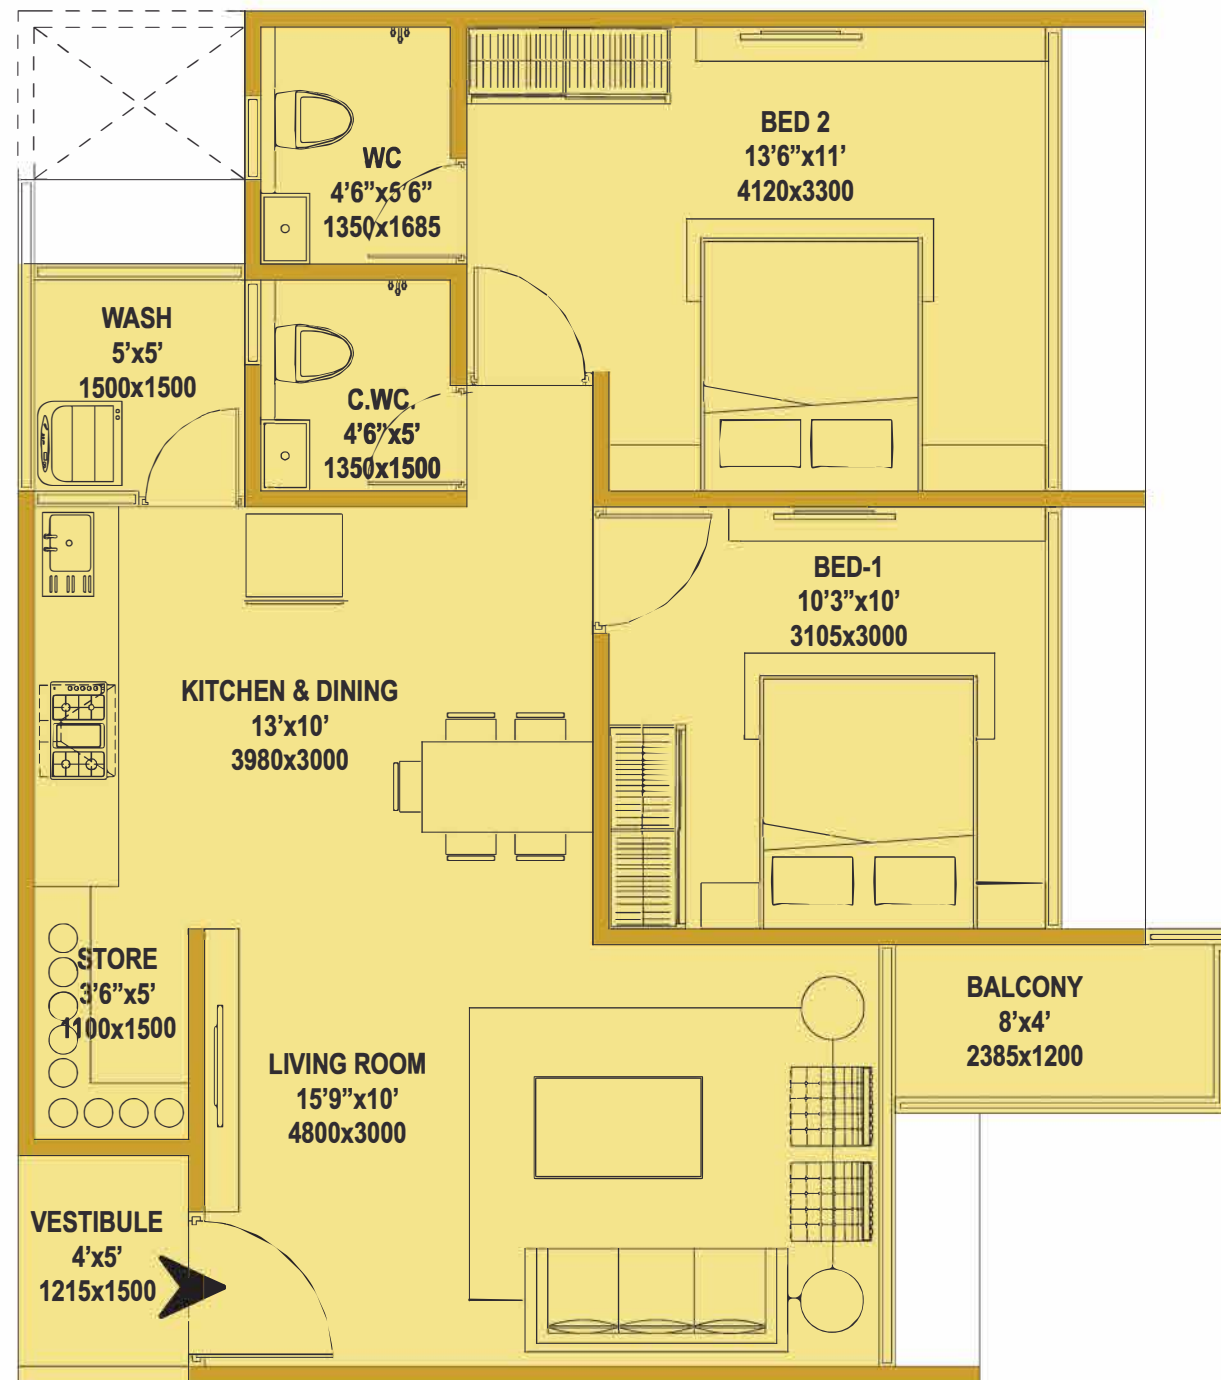 BED 2
13’6”x11’
4120x3300
WC
4’6”x5’6”
1350x1685
WASH
5’x5’
1500x1500
C.WC.
4’6”x5’
1350x1500
BED-1
10’3”x10’
3105x3000
KITCHEN & DINING
13’x10’
3980x3000
STORE
3’6”x5’
1100x1500
BALCONY
8’x4’
2385x1200
LIVING ROOM
15’9”x10’
4800x3000
VESTIBULE
4’x5’
1215x1500